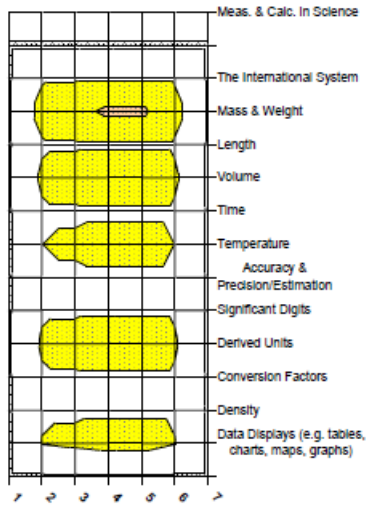 Meas. & Calc. in Science
The International System
Mass & Weight
Length
Volume
Time
Temperature
Accuracy &
Precision/Estimation
Significant Digits
Derived Units
Conversion Factors
Density
Data Displays (e.g. tables,
charts, maps, graphs)
1 2 3 4 5 6 7